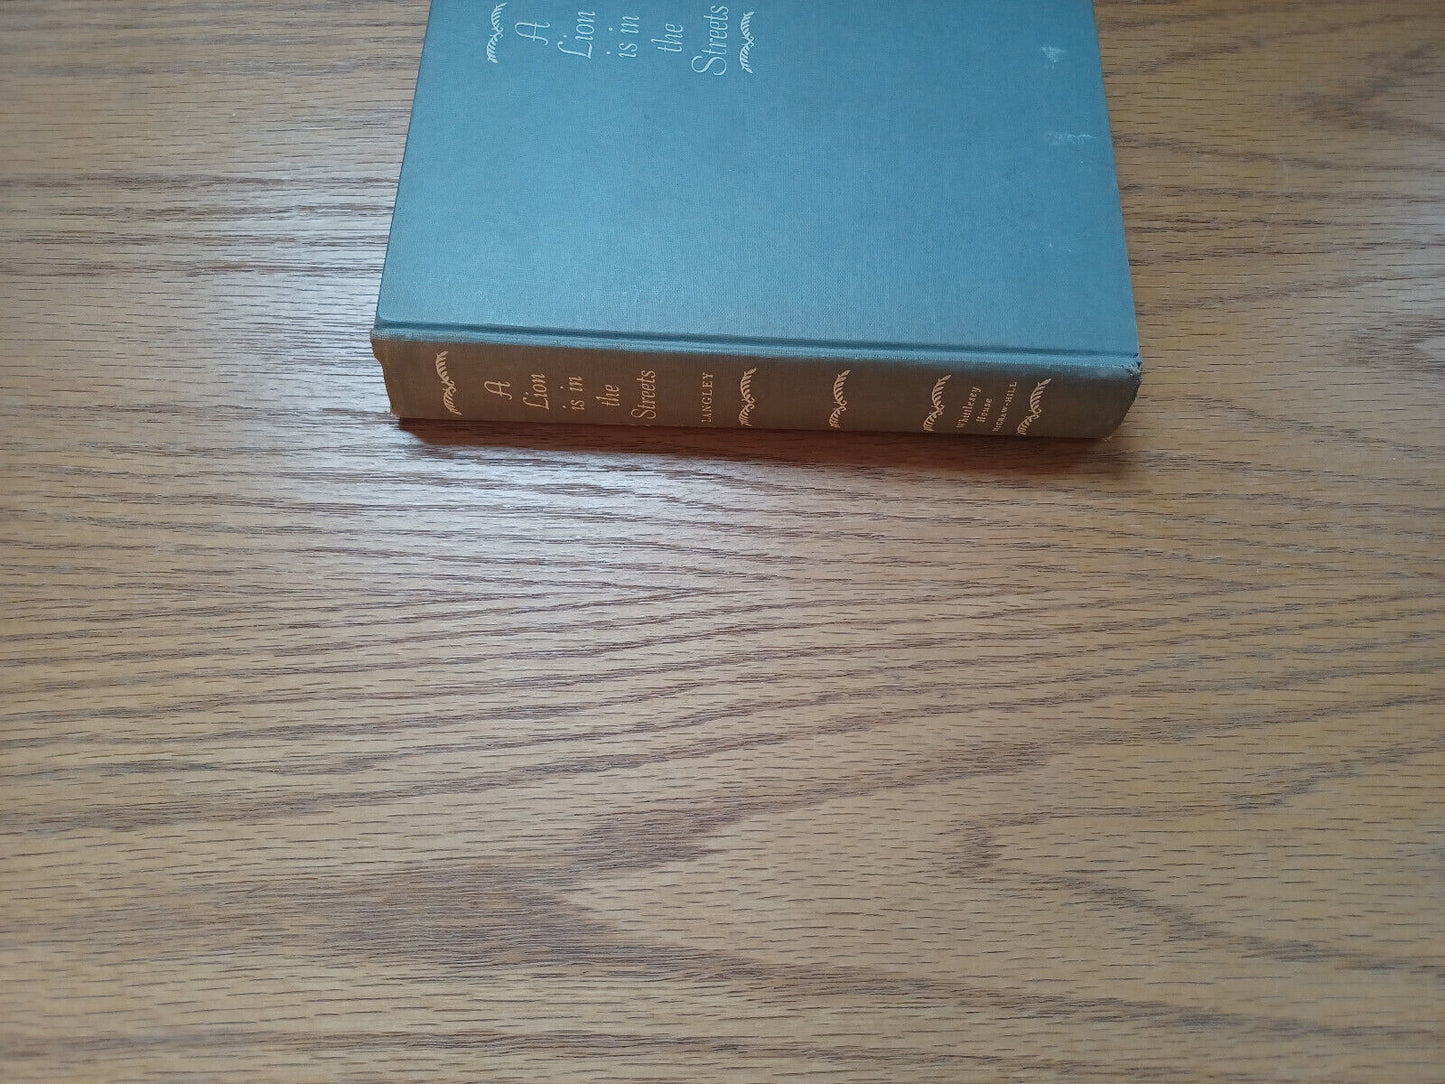 A
Lion
is in
the
Streets
A
Lion
is in
the
Streets
LANGLEY
Whittlesey
House
McGRAW-HILL